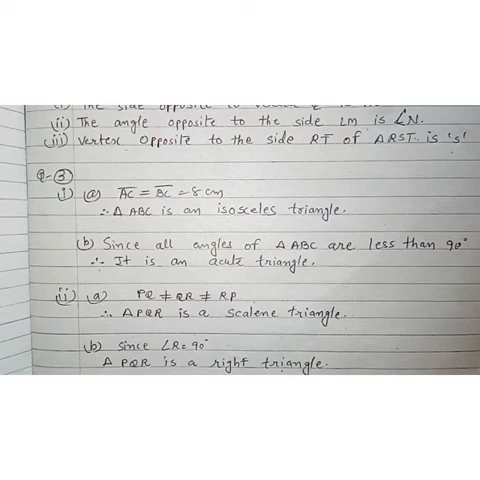 (ii) The angle opposite to the side LM is ∠N.
(iii) Vertex opposite to the side RT of ΔRST. is 's'
Q-③
i) (a) AC = BC = 8 cm
∴ Δ ABC is an isosceles triangle.
(b) Since all angles of Δ ABC are less than 90°
∴ It is an acute triangle.
(ii) (a) PQ ≠ QR ≠ RP
∴ ΔPQR is a scalene triangle.
(b) since ∠R = 90°
Δ PQR is a right triangle.